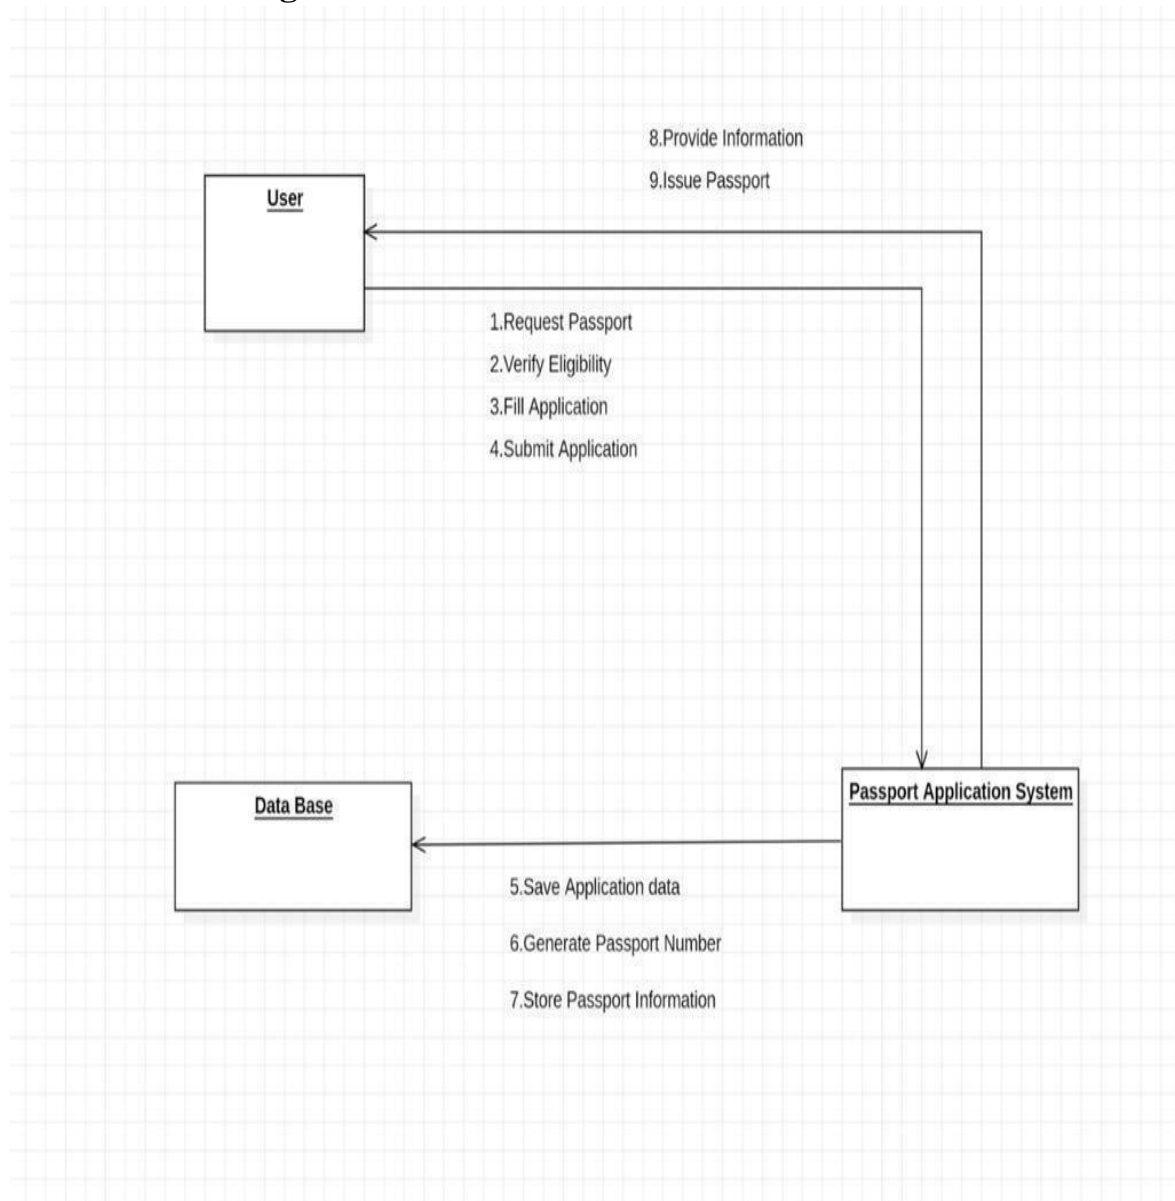 8.Provide Information
9.Issue Passport
User
1.Request Passport
2.Verify Eligibility
3.Fill Application
4.Submit Application
Data Base
Passport Application System
5.Save Application data
6.Generate Passport Number
7.Store Passport Information